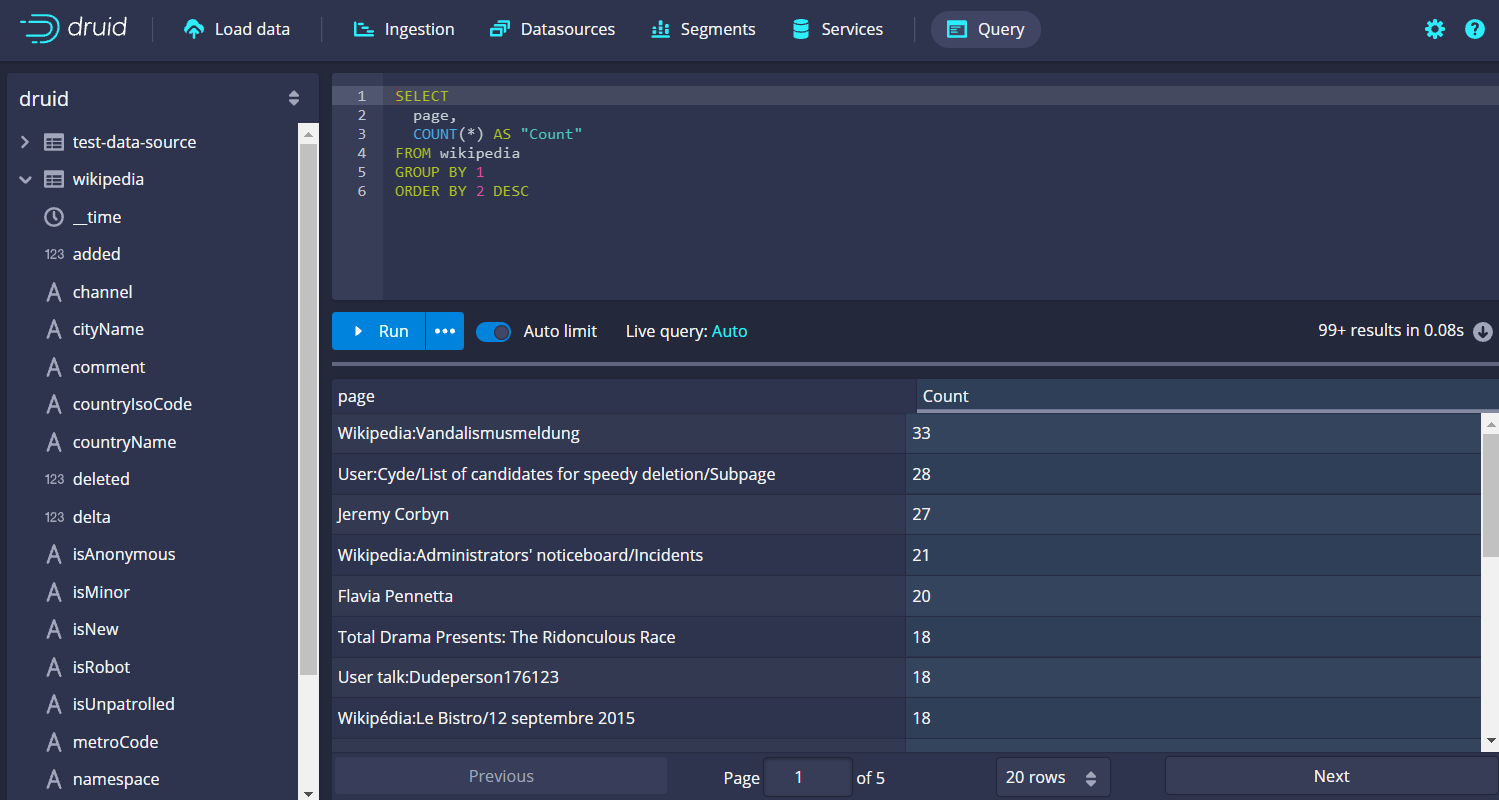 druid Load data Ingestion Datasources Segments Services Query
druid
test-data-source
wikipedia
__time
123 added
channel
cityName
comment
countryIsoCode
countryName
123 deleted
123 delta
isAnonymous
isMinor
isNew
isRobot
isUnpatrolled
metroCode
namespace
1 SELECT
2 page,
3 COUNT(*) AS "Count"
4 FROM wikipedia
5 GROUP BY 1
6 ORDER BY 2 DESC
Run Auto limit Live query: Auto 99+ results in 0.08s
page Count
Wikipedia:Vandalismusmeldung 33
User:Cyde/List of candidates for speedy deletion/Subpage 28
Jeremy Corbyn 27
Wikipedia:Administrators' noticeboard/Incidents 21
Flavia Pennetta 20
Total Drama Presents: The Ridonculous Race 18
User talk:Dudeperson176123 18
Wikipédia:Le Bistro/12 septembre 2015 18
Previous Page 1 of 5 20 rows Next